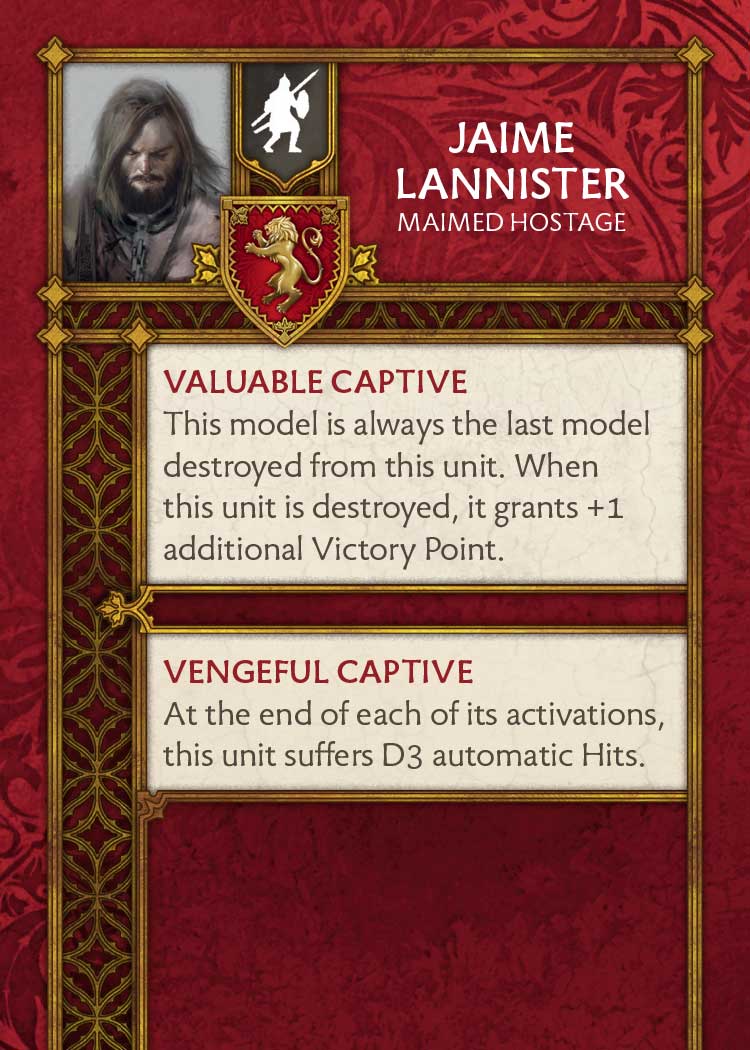 JAIME
LANNISTER
MAIMED HOSTAGE
VALUABLE CAPTIVE
This model is always the last model
destroyed from this unit. When
this unit is destroyed, it grants +1
additional Victory Point.
VENGEFUL CAPTIVE
At the end of each of its activations,
this unit suffers D3 automatic Hits.